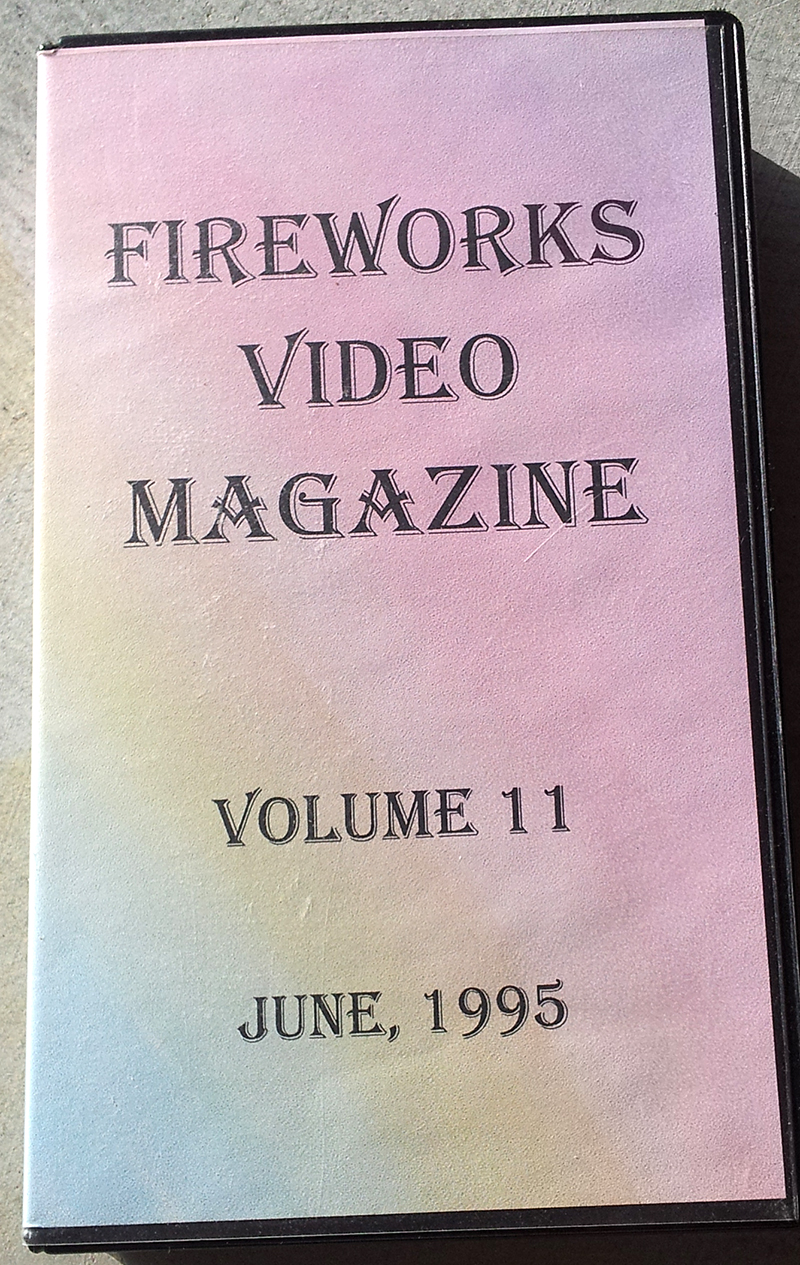 FIREWORKS
VIDEO
MAGAZINE
VOLUME 11
JUNE, 1995